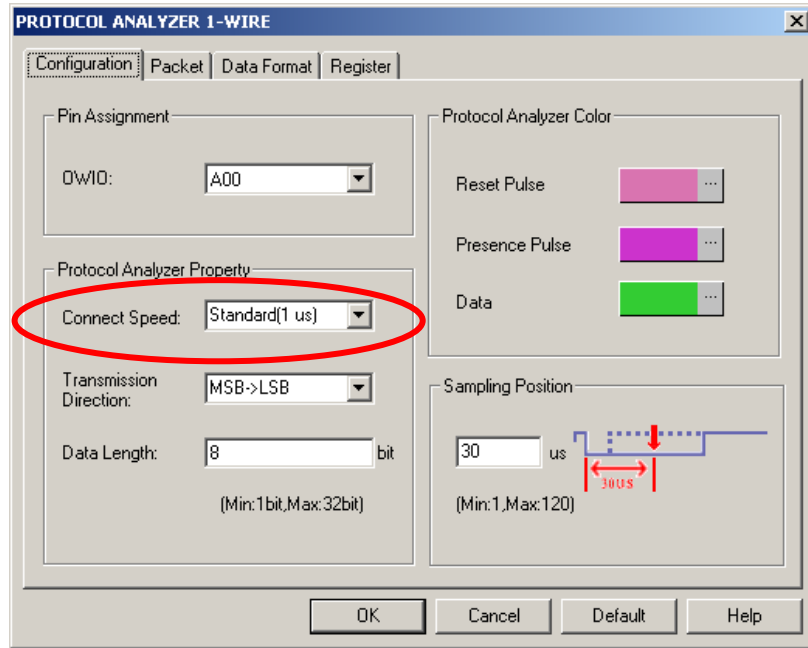 PROTOCOL ANALYZER 1-WIRE
Configuration Packet Data Format Register
Pin Assignment
OWIO: A00
Protocol Analyzer Property
Connect Speed: Standard(1 us)
Transmission
Direction: MSB->LSB
Data Length: 8 bit
(Min:1bit,Max:32bit)
Protocol Analyzer Color
Reset Pulse ...
Presence Pulse ...
Data ...
Sampling Position
30 us
30US
(Min:1,Max:120)
OK Cancel Default Help